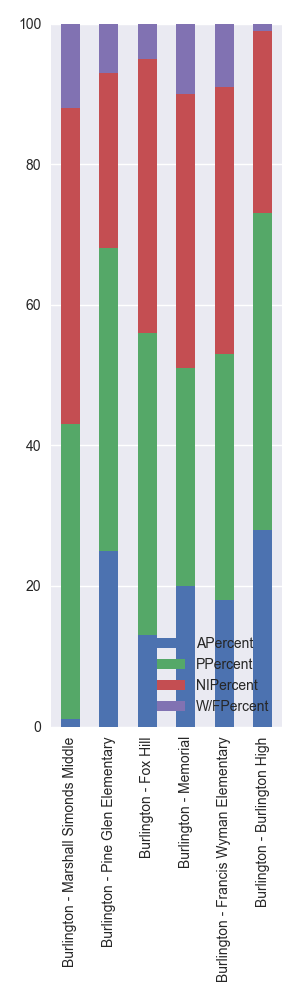 100
80
60
40
20
0
APercent
PPercent
NIPercent
W/FPercent
Burlington - Marshall Simonds Middle
Burlington - Pine Glen Elementary
Burlington - Fox Hill
Burlington - Memorial
Burlington - Francis Wyman Elementary
Burlington - Burlington High